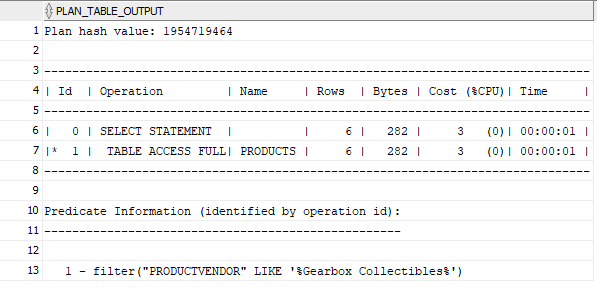 PLAN_TABLE_OUTPUT
1 Plan hash value: 1954719464
2
3 --------------------------------------------------------------------------
4 | Id  | Operation         | Name     | Rows  | Bytes | Cost (%CPU)| Time     |
5 --------------------------------------------------------------------------
6 |   0 | SELECT STATEMENT  |          |     6 |   282 |     3   (0)| 00:00:01 |
7 |*  1 |  TABLE ACCESS FULL| PRODUCTS |     6 |   282 |     3   (0)| 00:00:01 |
8 --------------------------------------------------------------------------
9
10 Predicate Information (identified by operation id):
11 ---------------------------------------------------
12
13    1 - filter("PRODUCTVENDOR" LIKE '%Gearbox Collectibles%')